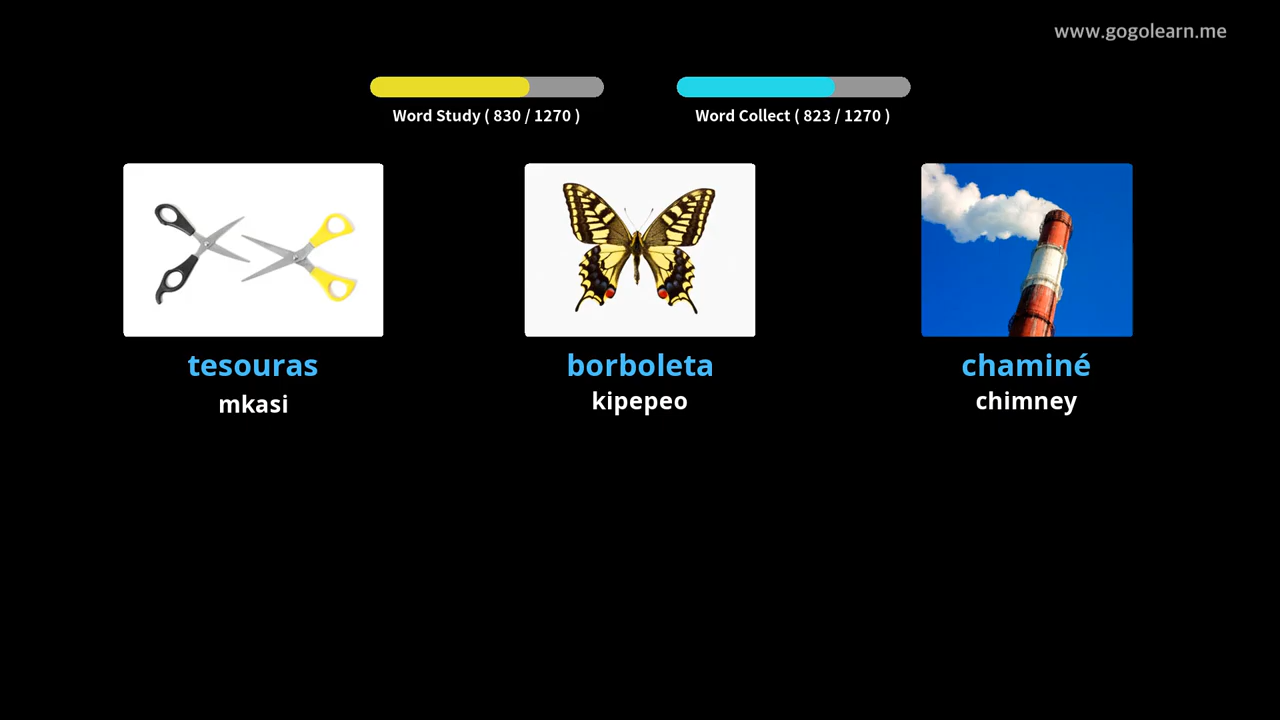 www.gogolearn.me
Word Study ( 830 / 1270 )
Word Collect ( 823 / 1270 )
tesouras
mkasi
borboleta
kipepeo
chaminé
chimney